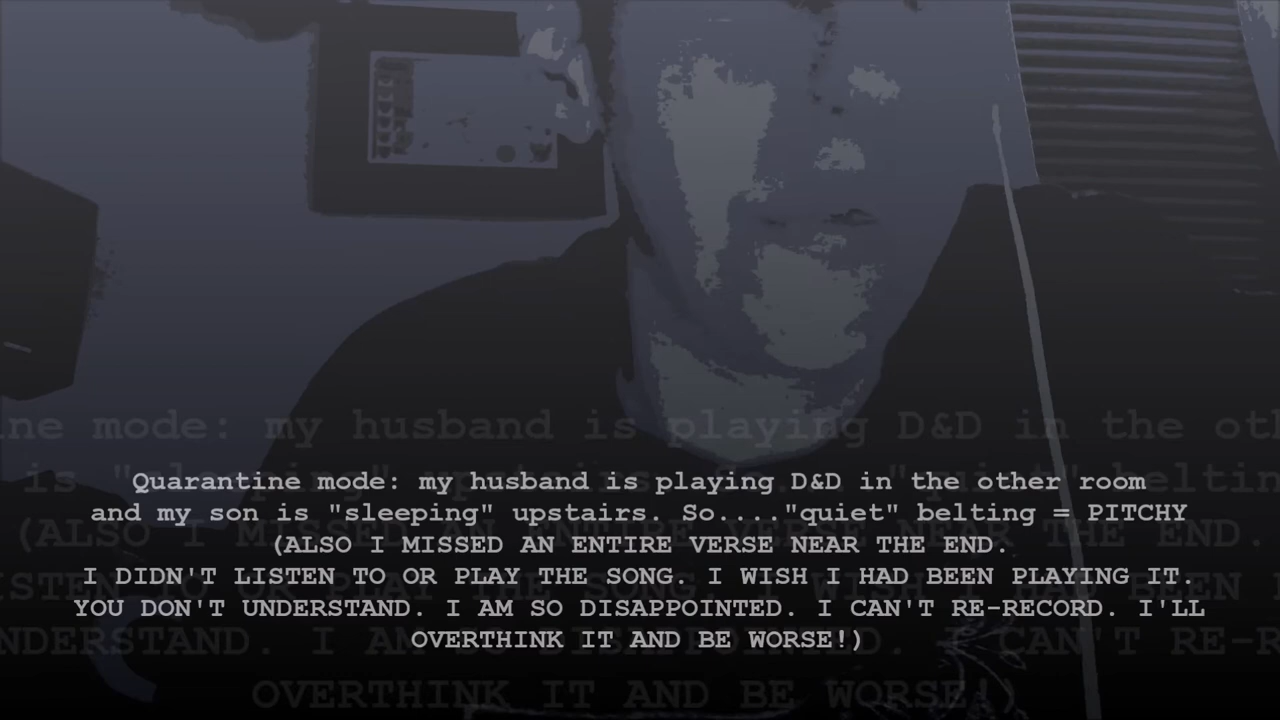 Quarantine mode: my husband is playing D&D in the other room
and my son is "sleeping" upstairs. So...."quiet" belting = PITCHY
(ALSO I MISSED AN ENTIRE VERSE NEAR THE END.
I DIDN'T LISTEN TO OR PLAY THE SONG. I WISH I HAD BEEN PLAYING IT.
YOU DON'T UNDERSTAND. I AM SO DISAPPOINTED. I CAN'T RE-RECORD. I'LL
OVERTHINK IT AND BE WORSE!)